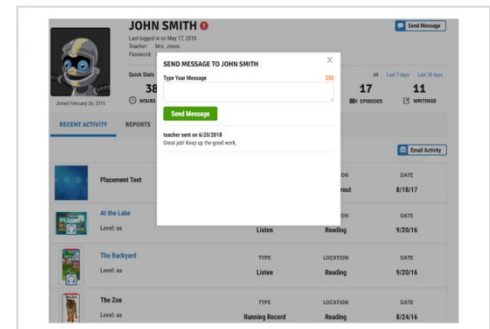 JOHN SMITH
Send Message
Last logged in on May 17, 2018
Teacher: Mrs. Jones
Password:
SEND MESSAGE TO JOHN SMITH
X
Quick Stats
Type Your Message
All Last 7 days Last 30 days
38
17
11
HOURS
EPISODES
WRITINGS
Joined February 26, 2015
Send Message
RECENT ACTIVITY
REPORTS
teacher sent on 6/20/2018
Great job! Keep up the good work.
Email Activity
Placement Test
DATE
8/18/17
At the Lake
Level: aa
DATE
Listen
Reading
9/20/16
The Backyard
TYPE
LOCATION
DATE
Level: aa
Listen
Reading
9/20/16
The Zoo
TYPE
LOCATION
DATE
Level: aa
Running Record
Reading
8/24/16